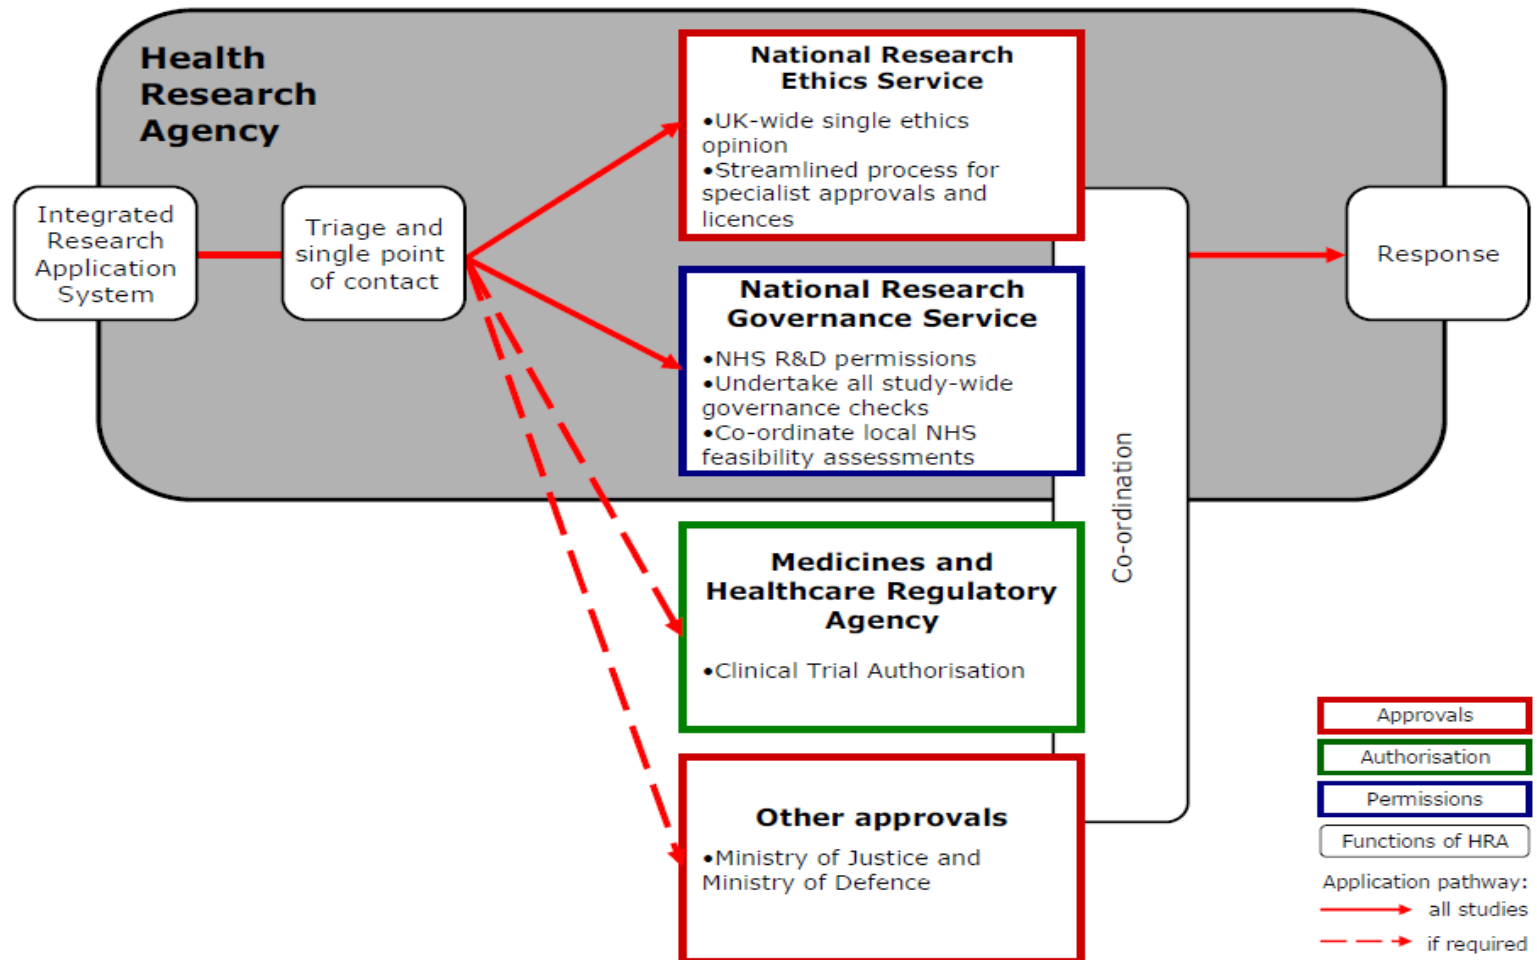 Health
Research
Agency
Integrated
Research
Application
System
Triage and
single point
of contact
National Research
Ethics Service
•UK-wide single ethics
opinion
•Streamlined process for
specialist approvals and
licences
National Research
Governance Service
•NHS R&D permissions
•Undertake all study-wide
governance checks
•Co-ordinate local NHS
feasibility assessments
Medicines and
Healthcare Regulatory
Agency
•Clinical Trial Authorisation
Other approvals
•Ministry of Justice and
Ministry of Defence
Co-ordination
Response
Approvals
Authorisation
Permissions
Functions of HRA
Application pathway:
all studies
if required